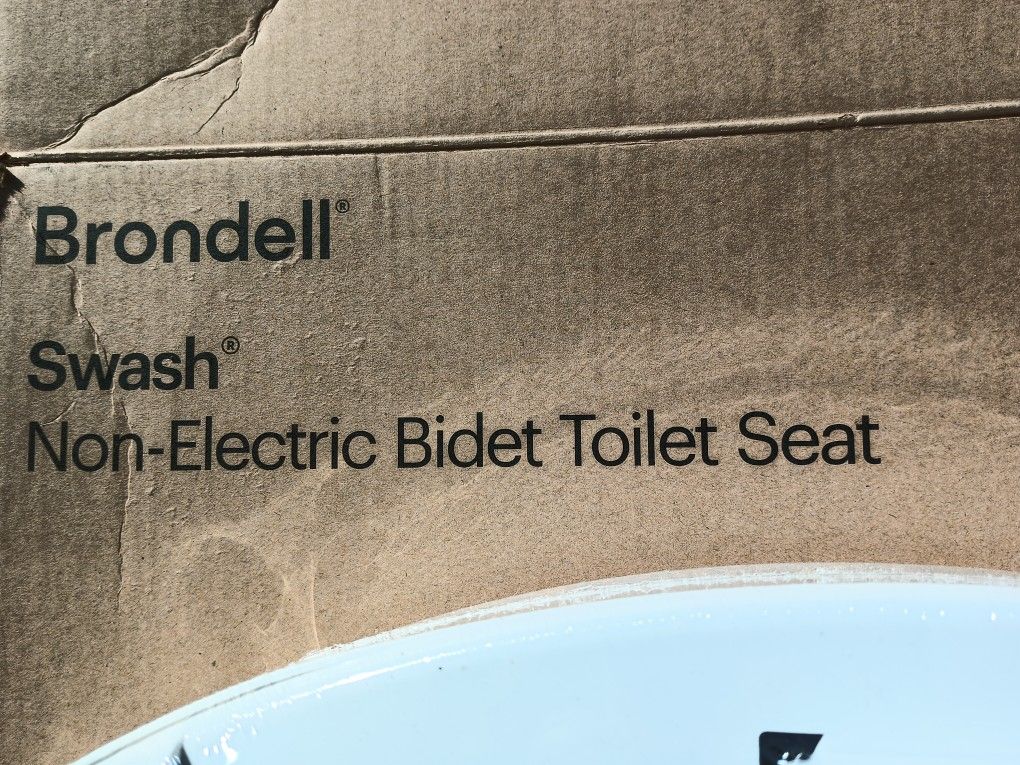 Brondell®
Swash®
Non-Electric Bidet Toilet Seat